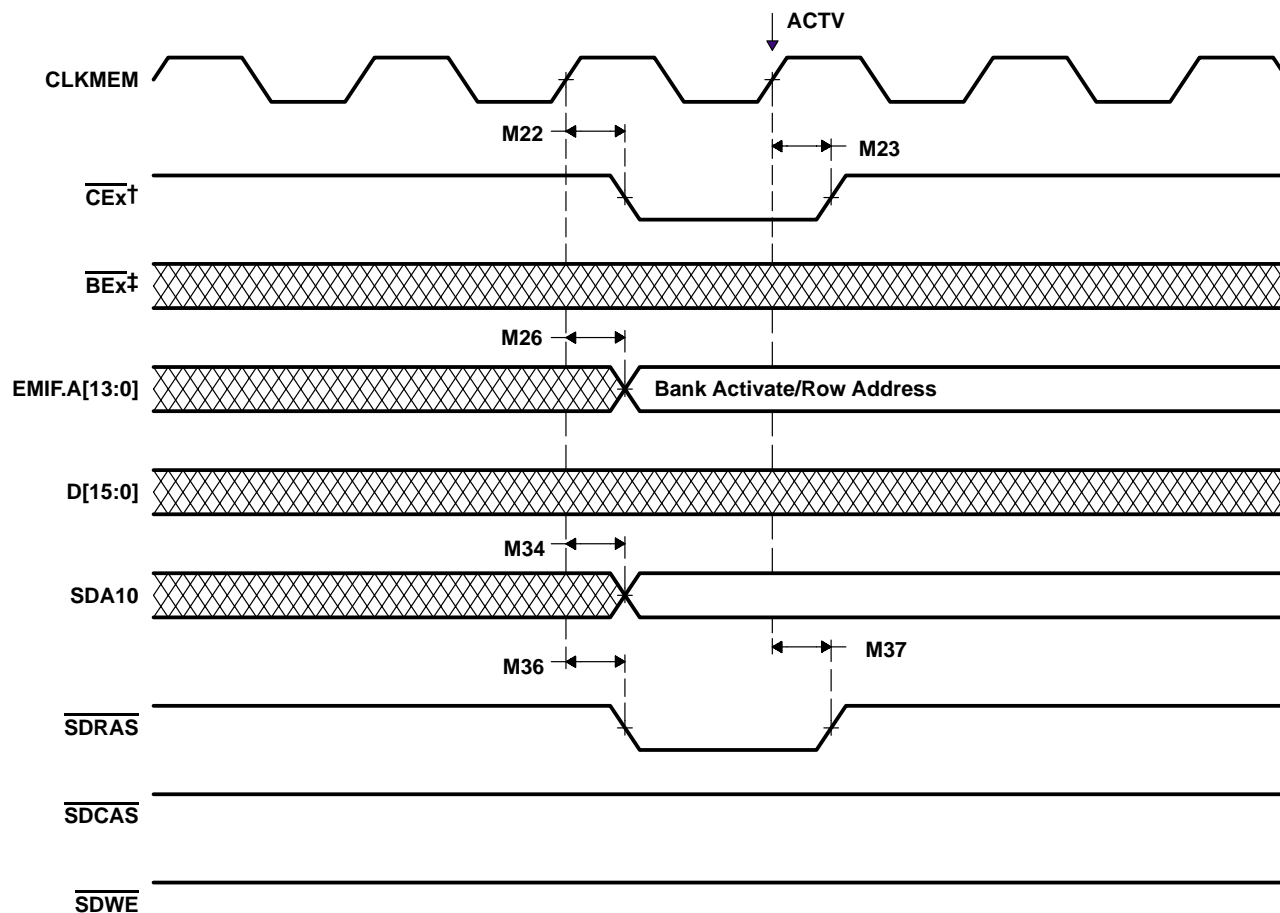 ACTV
CLKMEM
M22
M23
CEx†
BEx‡
M26
EMIF.A[13:0]
Bank Activate/Row Address
D[15:0]
M34
SDA10
M37
M36
SDRAS
SDCAS
SDWE